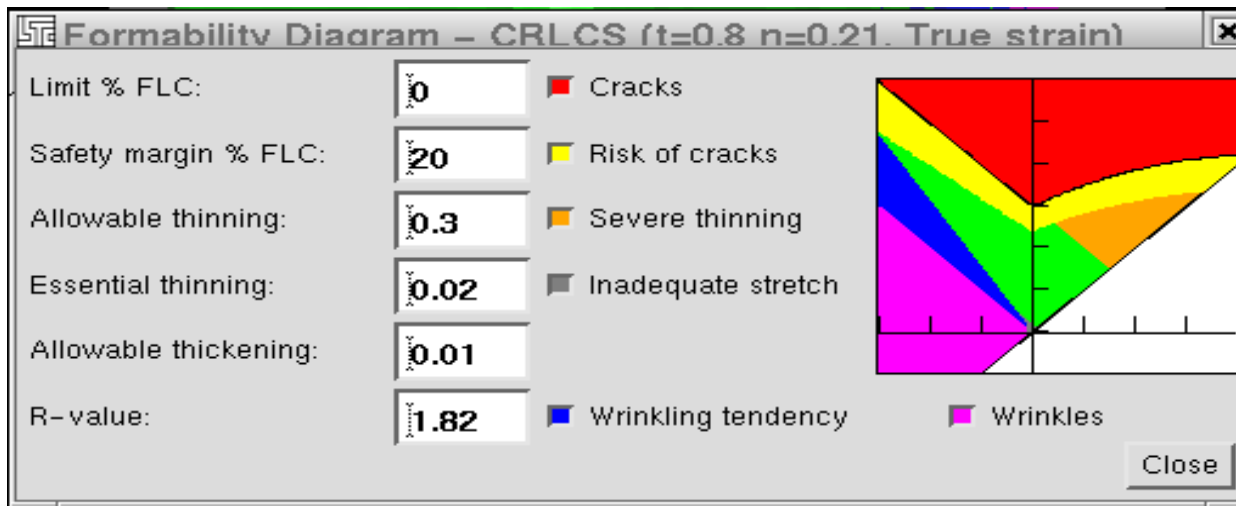 LSTC Formability Diagram – CRLCS (t=0.8 n=0.21, True strain)
Limit % FLC: 0 Cracks
Safety margin % FLC: 20 Risk of cracks
Allowable thinning: 0.3 Severe thinning
Essential thinning: 0.02 Inadequate stretch
Allowable thickening: 0.01
R-value: 1.82 Wrinkling tendency Wrinkles
Close